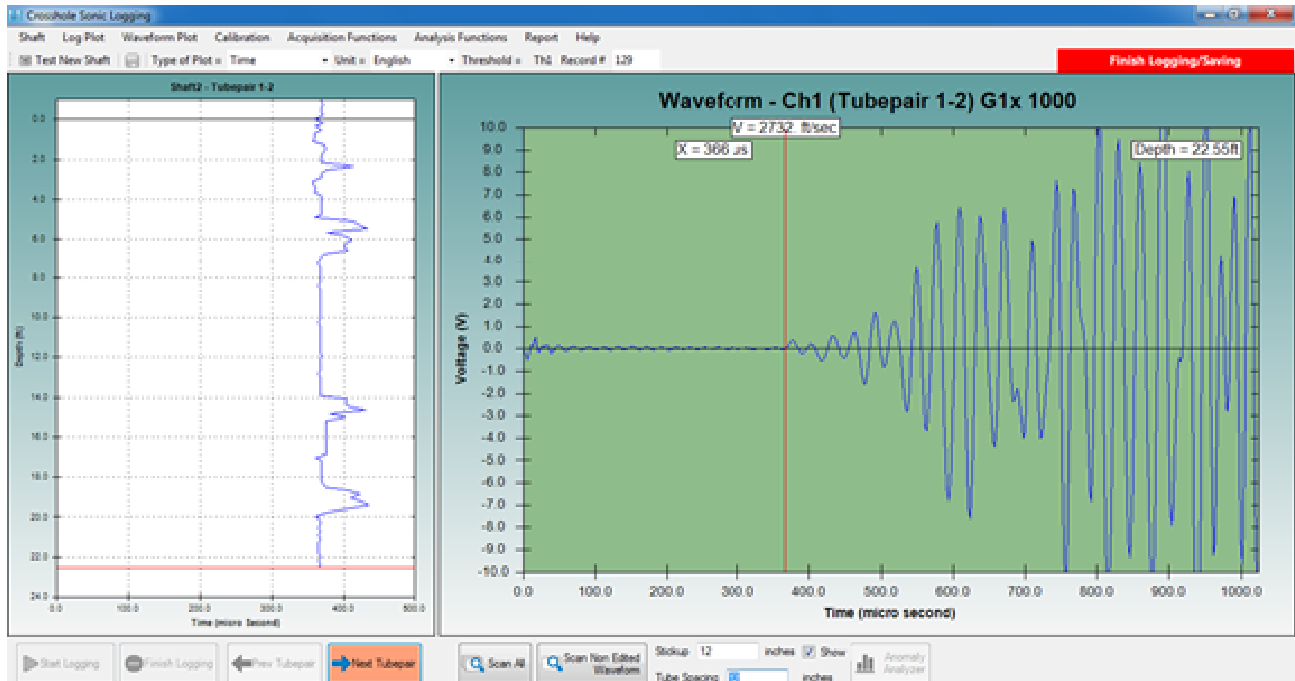 Crosshole Sonic Logging
Shaft Log Plot Waveform Plot Calibration Acquisition Functions Analysis Functions Report Help
Test New Shaft Type of Plot = Time Unit = English Threshold = Th1 Record # 129 Finish Logging/Saving
Shaft2 - Tubepair 1-2
0.0
2.0
4.0
6.0
8.0
10.0
12.0
14.0
16.0
18.0
20.0
22.0
24.0
Depth (ft)
0.0 100.0 200.0 300.0 400.0 500.0
Time (micro Second)
Waveform - Ch1 (Tubepair 1-2) G1x 1000
V = 2732 ft/sec
X = 366 us
Depth = 22.55ft
10.0
9.0
8.0
7.0
6.0
5.0
4.0
3.0
2.0
1.0
0.0
-1.0
-2.0
-3.0
-4.0
-5.0
-6.0
-7.0
-8.0
-9.0
-10.0
Voltage (V)
0.0 100.0 200.0 300.0 400.0 500.0 600.0 700.0 800.0 900.0 1000.0
Time (micro second)
Start Logging Finish Logging Prev Tubepair Next Tubepair
Scan All Scan Non Edited Waveform
Stickup 12 inches Show
Tube Spacing inches
Anomaly Analyzer